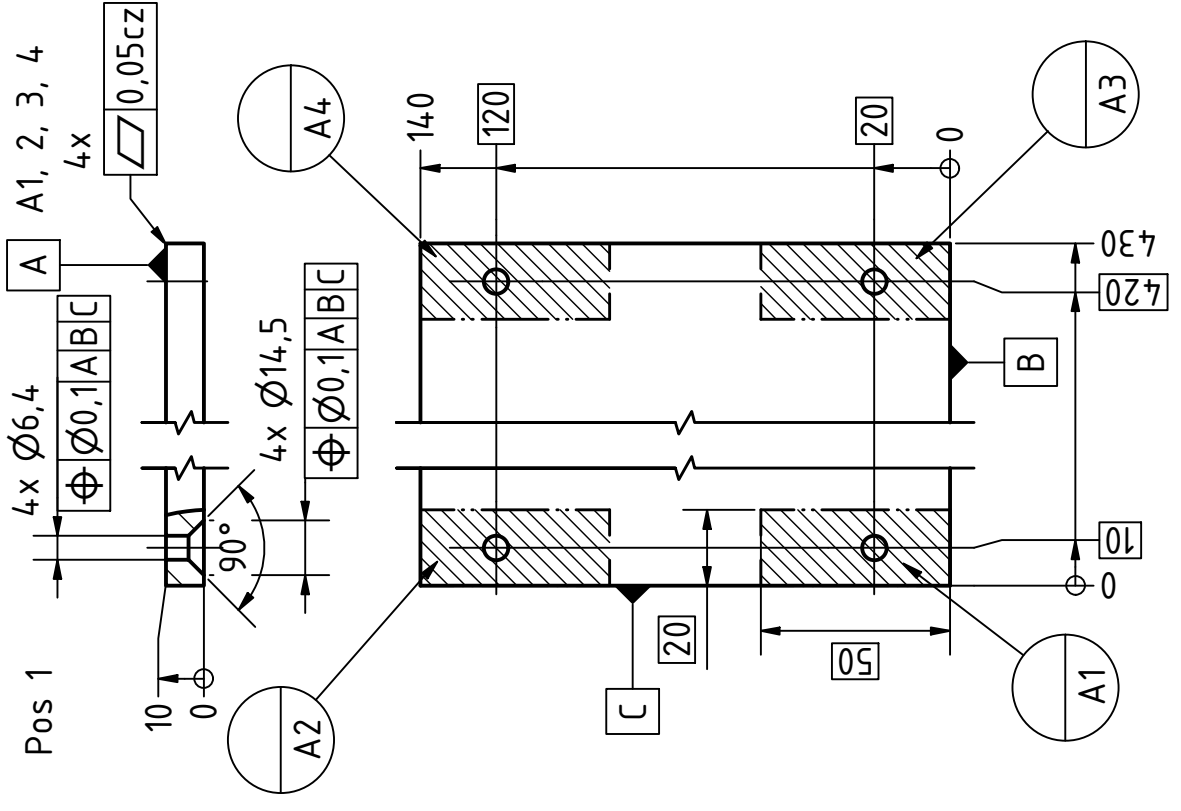 Pos 1
4x Ø6,4
⌖ Ø0,1 A B C
A
A1, 2, 3, 4
4x
⏥ 0,05cz
10
0
90°
4x Ø14,5
⌖ Ø0,1 A B C
A2
A4
140
120
20
0
20
50
C
B
A1
A3
0
10
420
430